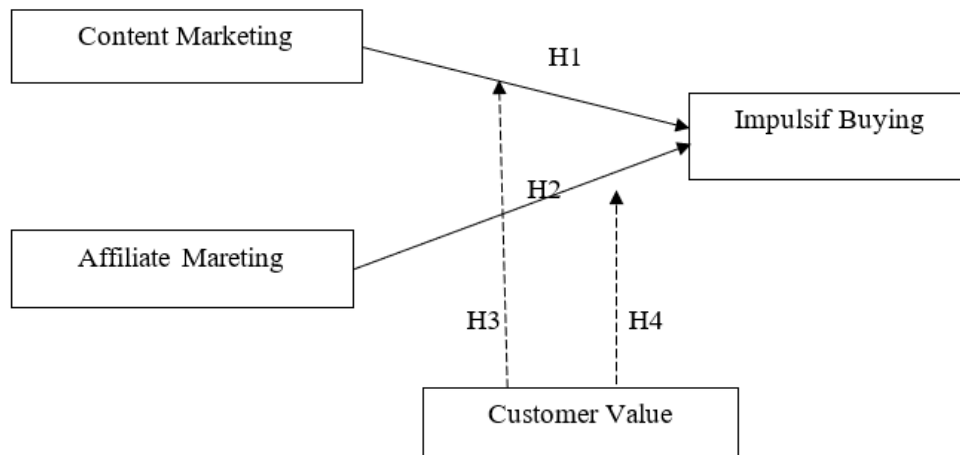 Content Marketing
H1
Impulsif Buying
H2
Affiliate Mareting
H3
H4
Customer Value